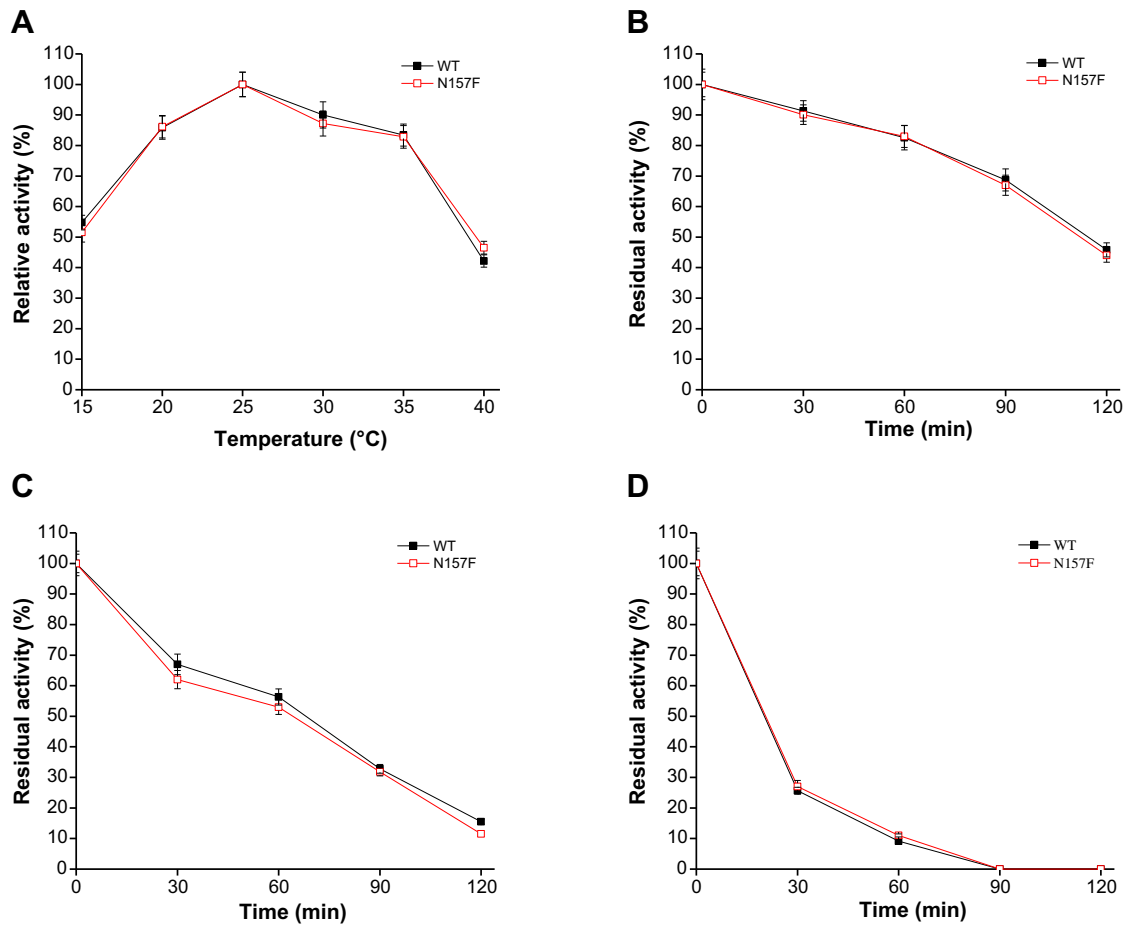 A
110
100
90
80
70
60
50
40
30
20
10
0
Relative activity (%)
WT
N157F
15 20 25 30 35 40
Temperature (°C)
B
110
100
90
80
70
60
50
40
30
20
10
0
Residual activity (%)
WT
N157F
0 30 60 90 120
Time (min)
C
110
100
90
80
70
60
50
40
30
20
10
0
Residual activity (%)
WT
N157F
0 30 60 90 120
Time (min)
D
110
100
90
80
70
60
50
40
30
20
10
0
Residual activity (%)
WT
N157F
0 30 60 90 120
Time (min)